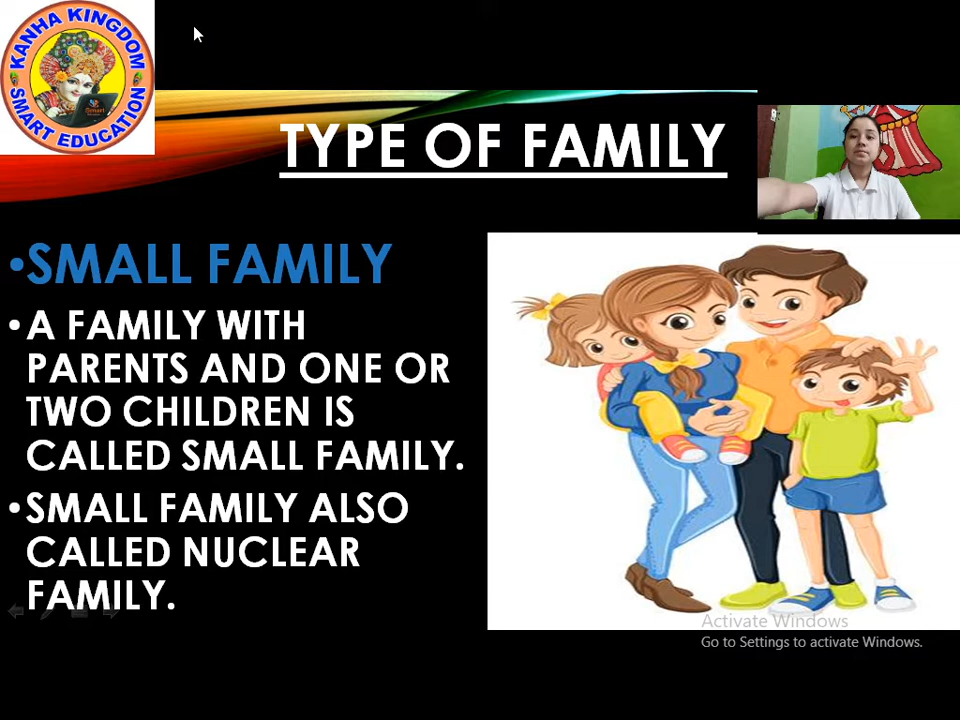 KANHA KINGDOM
SMART EDUCATION
TYPE OF FAMILY
•SMALL FAMILY
• A FAMILY WITH
PARENTS AND ONE OR
TWO CHILDREN IS
CALLED SMALL FAMILY.
• SMALL FAMILY ALSO
CALLED NUCLEAR
FAMILY.
Activate Windows
Go to Settings to activate Windows.